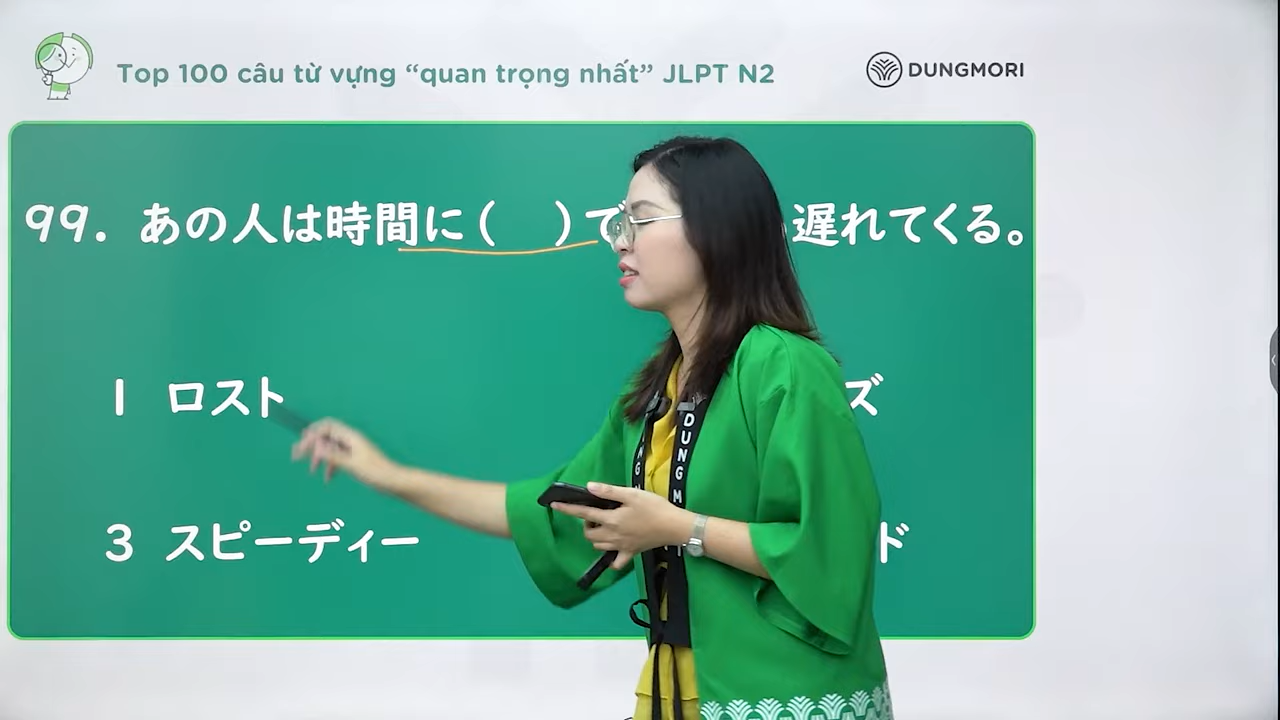 Top 100 câu từ vựng “quan trọng nhất” JLPT N2
DUNGMORI
99. あの人は時間に（　）で 遅れてくる。
1 ロスト
ズ
3 スピーディー
ド
DUNG M